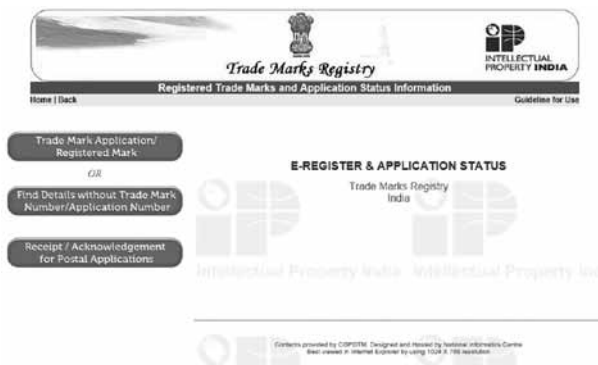 Trade Marks Registry
INTELLECTUAL
PROPERTY INDIA
Registered Trade Marks and Application Status Information
Home | Back
Guideline for Use
Trade Mark Application/
Registered Mark
OR
Find Details without Trade Mark
Number/Application Number
Receipt / Acknowledgement
for Postal Applications
E-REGISTER & APPLICATION STATUS
Trade Marks Registry
India
Intellectual Property India Intellectual Property Ind
Contents provided by CGPDTM. Designed and Hosted by National Informatics Centre
Best viewed in Internet Explorer by using 1024 X 768 resolution